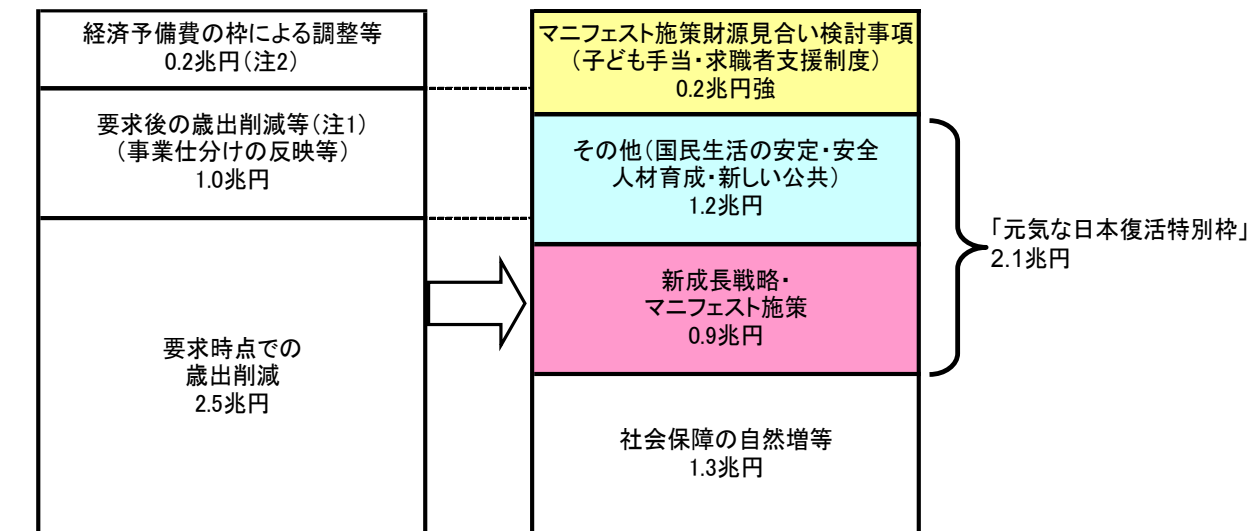 経済予備費の枠による調整等
0.2兆円(注2)
要求後の歳出削減等(注1)
(事業仕分けの反映等)
1.0兆円
要求時点での
歳出削減
2.5兆円
マニフェスト施策財源見合い検討事項
(子ども手当・求職者支援制度)
0.2兆円強
その他(国民生活の安定・安全
人材育成・新しい公共)
1.2兆円
新成長戦略・
マニフェスト施策
0.9兆円
社会保障の自然増等
1.3兆円
「元気な日本復活特別枠」
2.1兆円